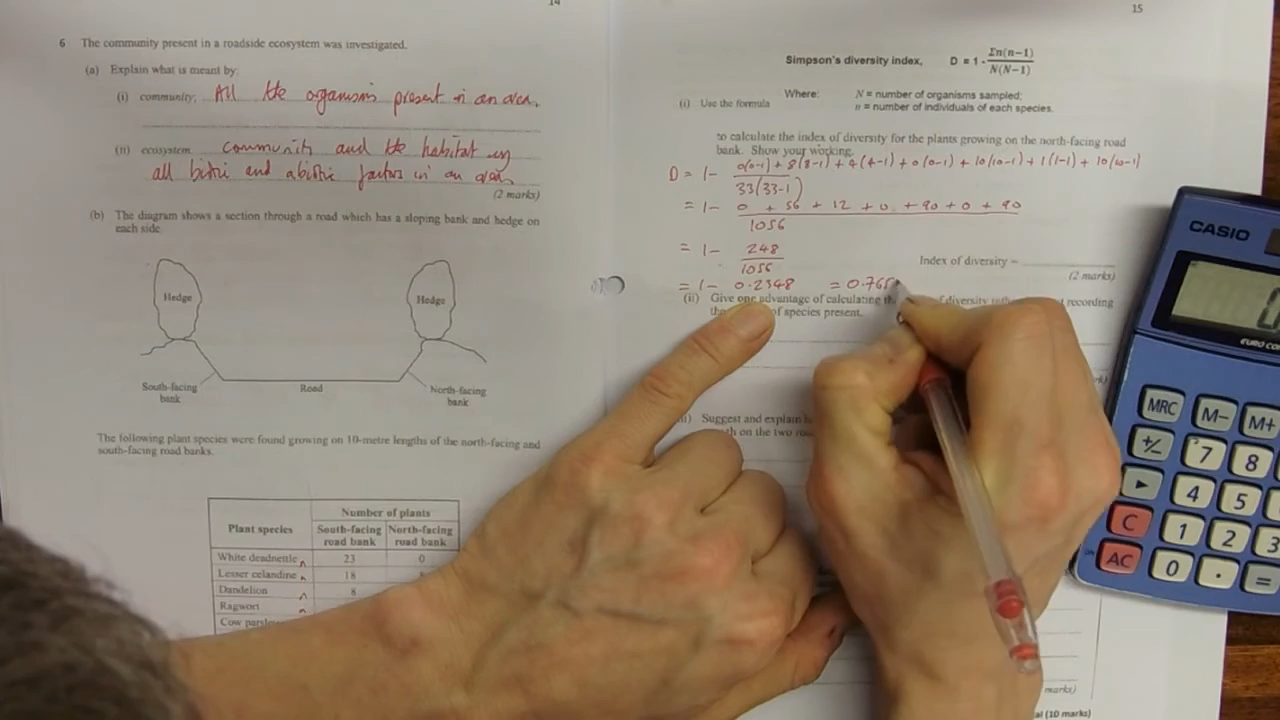 14
6 The community present in a roadside ecosystem was investigated.
(a) Explain what is meant by:
(i) community; All the organisms present in an area.
(ii) ecosystem. community and the habitat
all biotic and abiotic factors in an area
(2 marks)
(b) The diagram shows a section through a road which has a sloping bank and hedge on
each side.
Hedge
Hedge
South-facing
bank
Road
North-facing
bank
The following plant species were found growing on 10-metre lengths of the north-facing and
south-facing road banks.
Plant species
Number of plants
South-facing
road bank
North-facing
road bank
White deadnettle 23 0
Lesser celandine 18
Dandelion 8
Ragwort
Cow
15
Simpson's diversity index, D = 1 - Σn(n−1)
N(N−1)
Where: N = number of organisms sampled;
n = number of individuals of each species.
(i) Use the formula
to calculate the index of diversity for the plants growing on the north-facing road
bank. Show your working.
D = 1 - 0(0-1) + 8(8-1) + 4(4-1) + 0(0-1) + 10(10-1) + 1(1-1) + 10(10-1)
33(33-1)
= 1 - 0 + 56 + 12 + 0 + 90 + 0 + 90
1056
= 1 - 248
1056
Index of diversity =
(2 marks)
= 1 - 0.2348 = 0.765
(ii) Give one advantage of calculating of diversity recording
of species present.
Suggest and explain
on the two
marks)
(10 marks)
CASIO
EURO
MRC M− M+
+/− 7 8
4 5
C 1 2 3
AC 0 . =